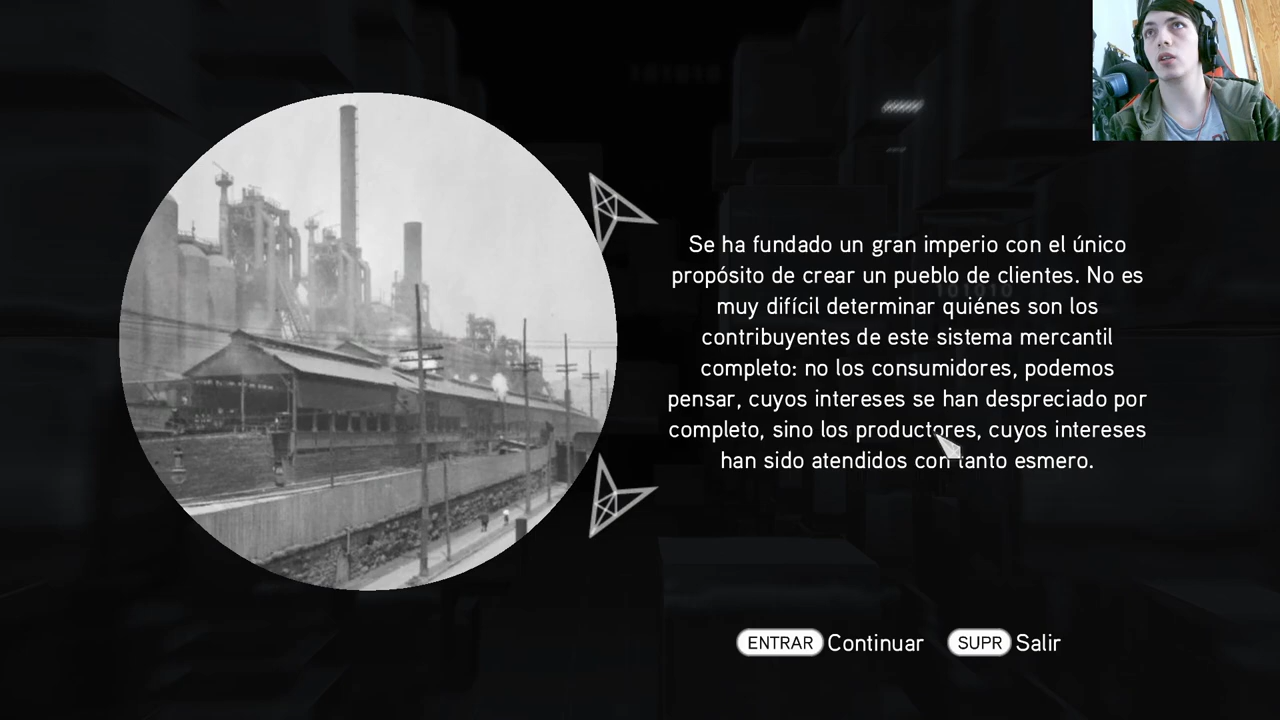 Se ha fundado un gran imperio con el único
propósito de crear un pueblo de clientes. No es
muy difícil determinar quiénes son los
contribuyentes de este sistema mercantil
completo: no los consumidores, podemos
pensar, cuyos intereses se han despreciado por
completo, sino los productores, cuyos intereses
han sido atendidos con tanto esmero.
ENTRAR Continuar SUPR Salir